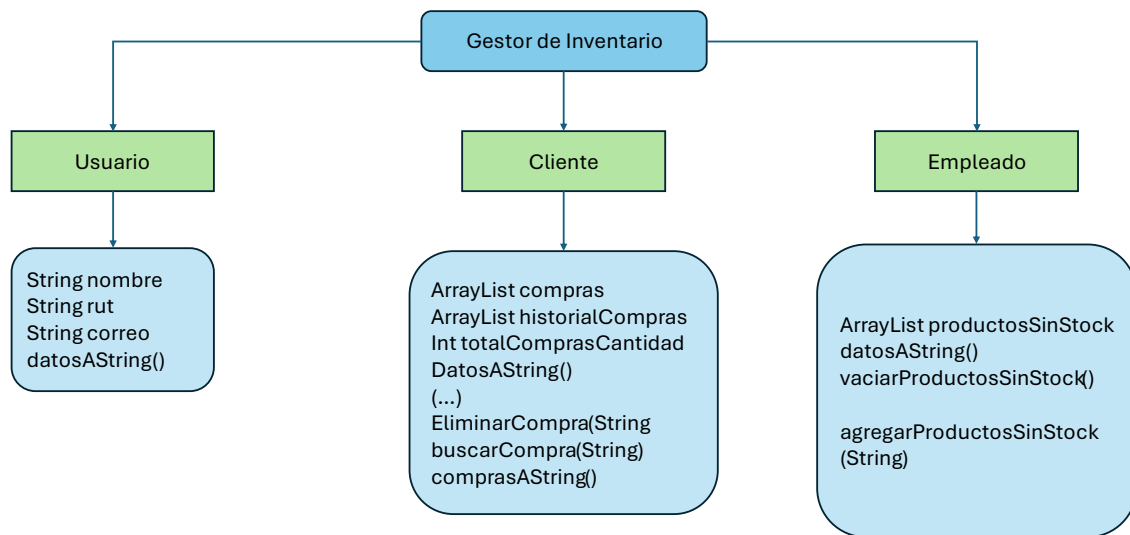 Gestor de Inventario
Usuario
Cliente
Empleado
String nombre
String rut
String correo
datosAString()
ArrayList compras
ArrayList historialCompras
Int totalComprasCantidad
DatosAString()
(...)
EliminarCompra(String
buscarCompra(String)
comprasAString()
ArrayList productosSinStock
datosAString()
vaciarProductosSinStock()
agregarProductosSinStock
(String)